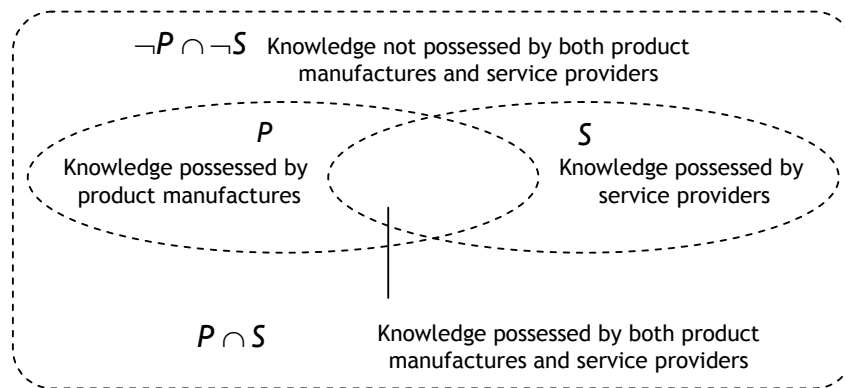 ¬P ∩ ¬S Knowledge not possessed by both product
manufactures and service providers
P
Knowledge possessed by
product manufactures
S
Knowledge possessed by
service providers
P ∩ S Knowledge possessed by both product
manufactures and service providers